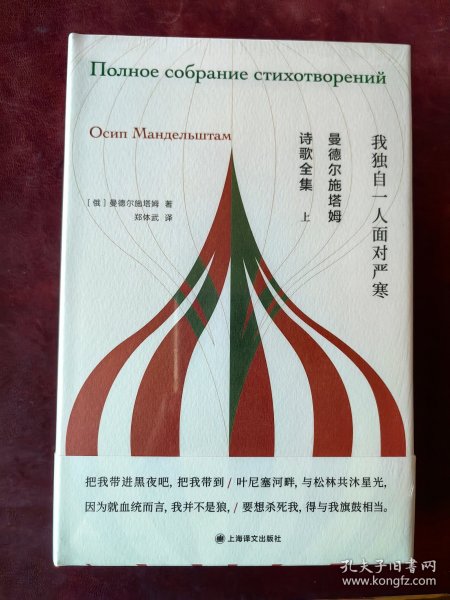 Полное собрание стихотворений
Осип Мандельштам
我独自一人面对严寒
曼德尔施塔姆
诗歌全集 上
［俄］曼德尔施塔姆 著
郑体武 译
把我带进黑夜吧，把我带到 / 叶尼塞河畔，与松林共沐星光，
因为就血统而言，我并不是狼，/ 要想杀死我，得与我旗鼓相当。
上海译文出版社
孔夫子旧书网
www.kongfz.com